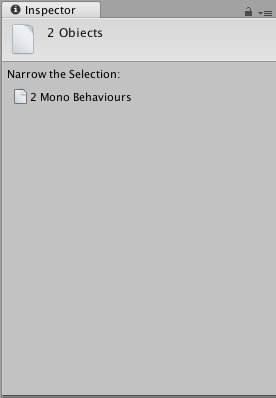 Inspector
2 Objects
Narrow the Selection:
2 Mono Behaviours